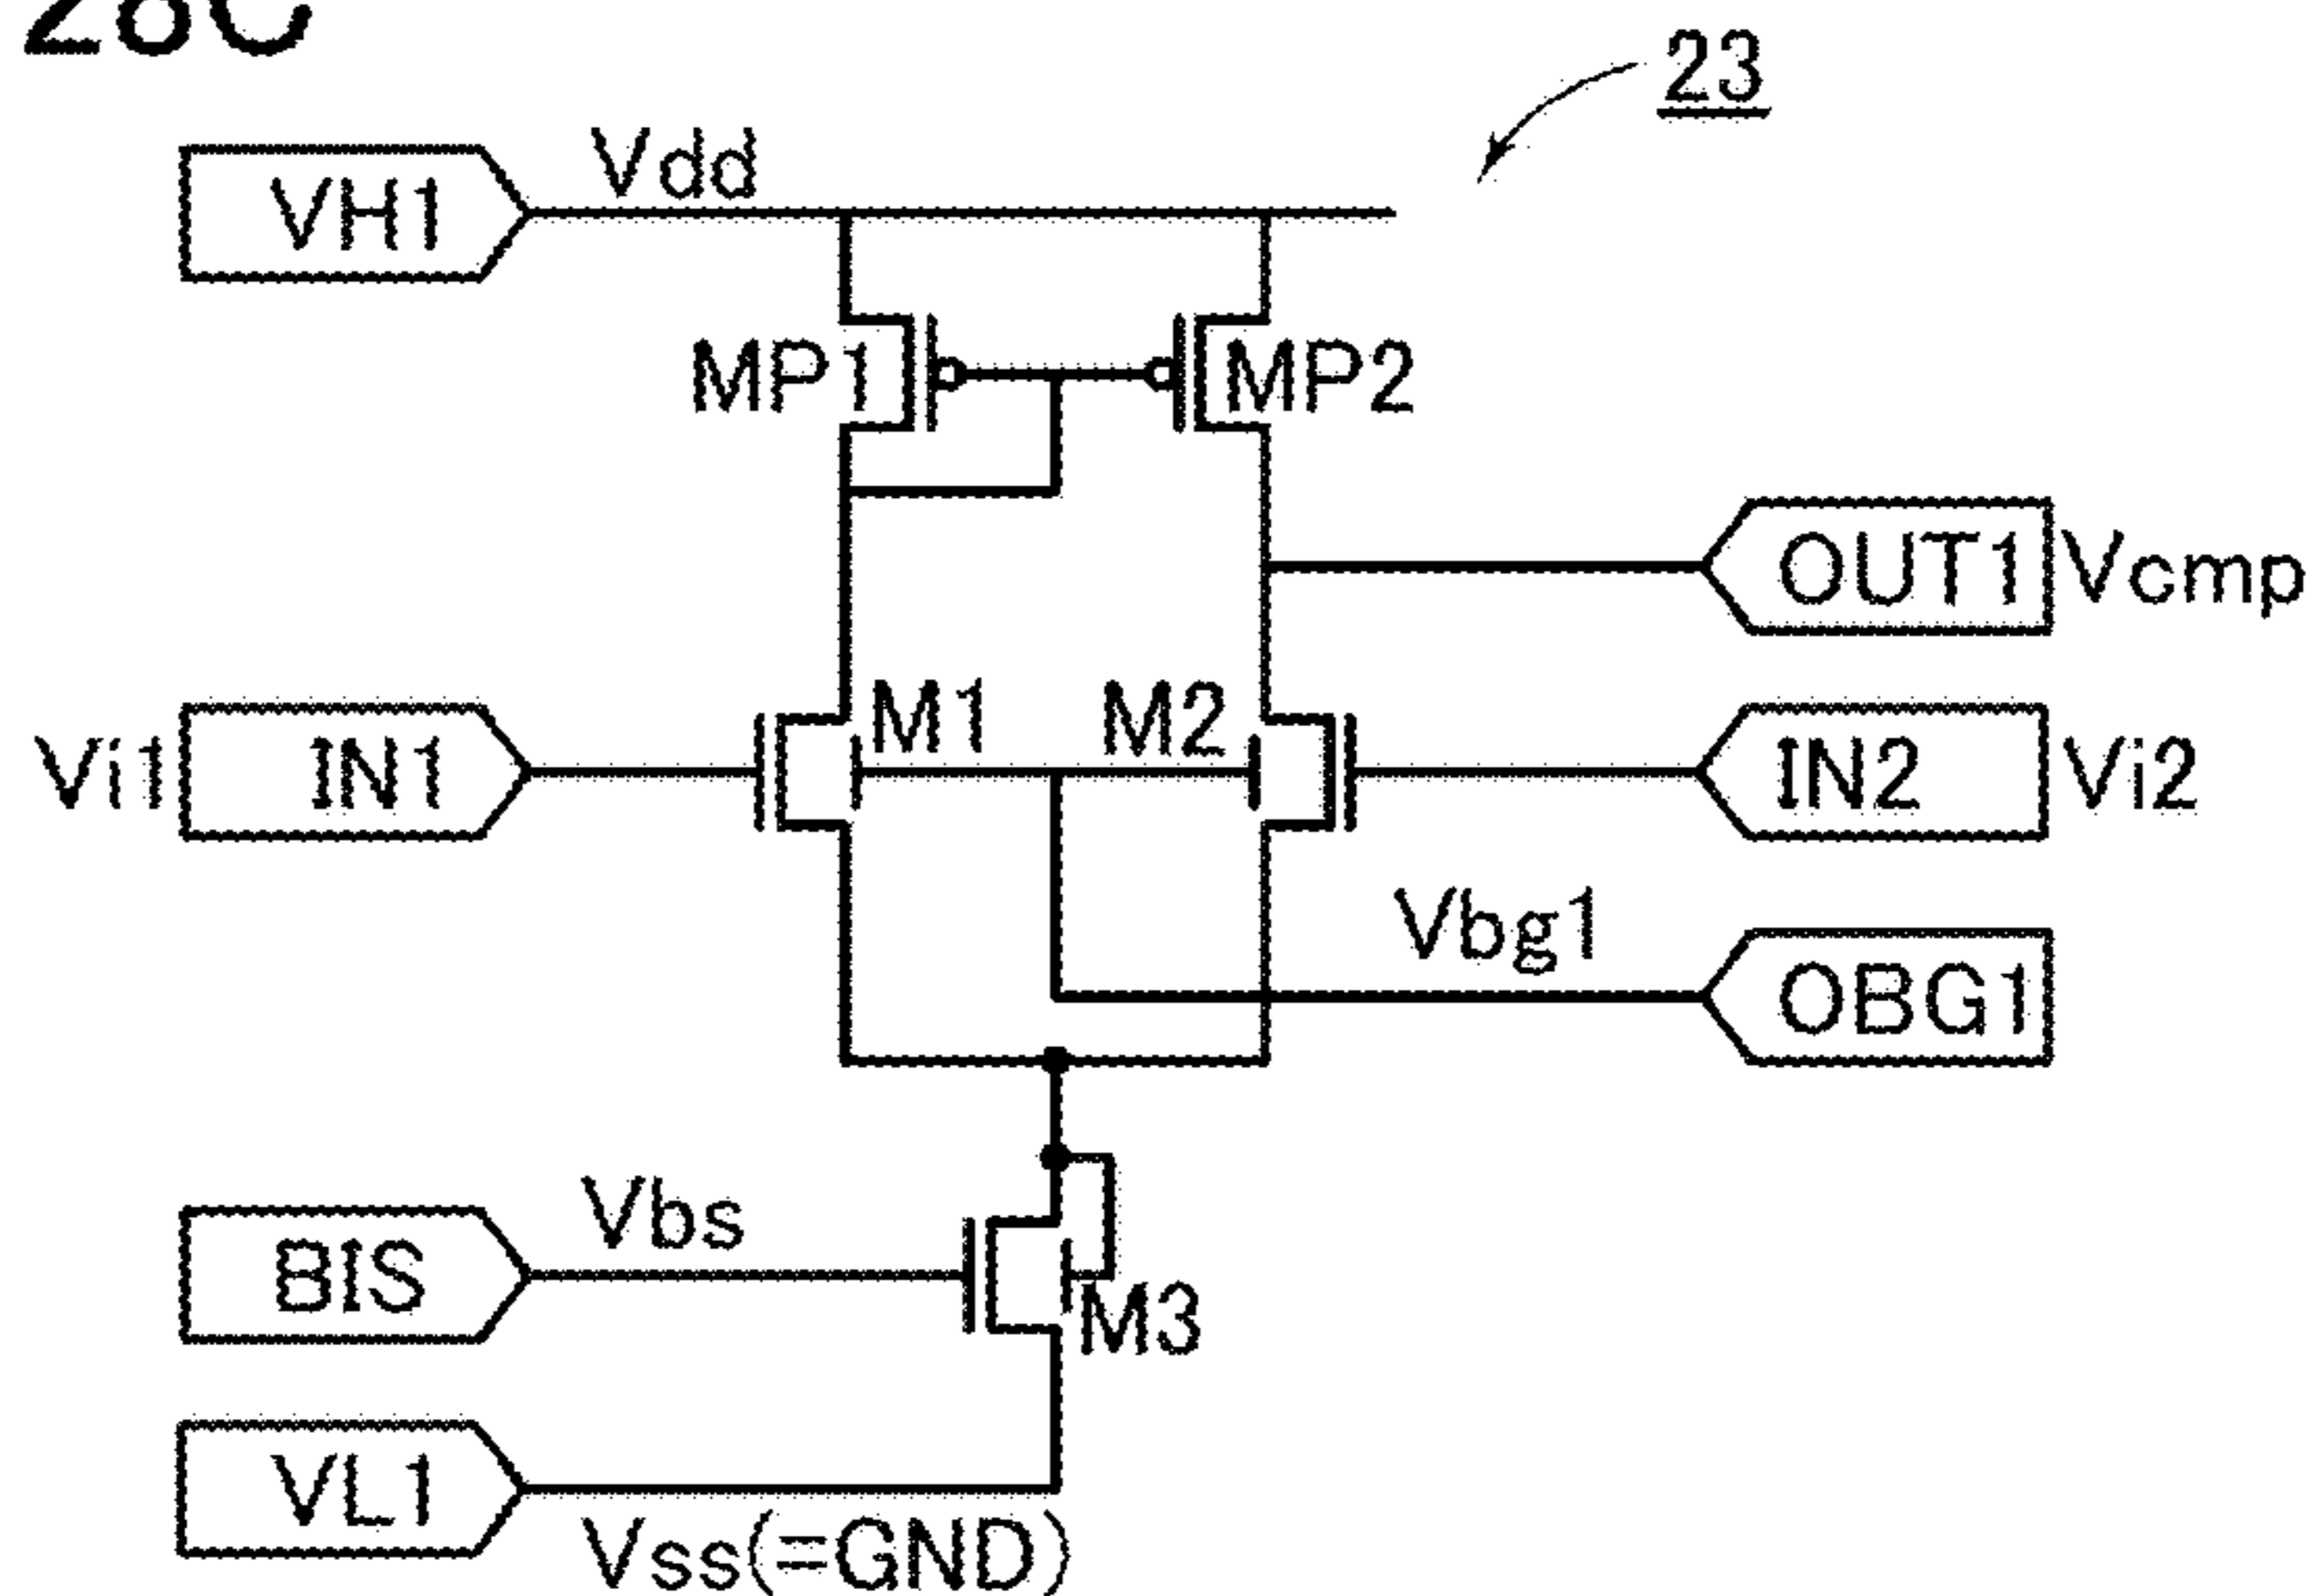 28C
23
VH1 Vdd
MP1 MP2
OUT1 Vcmp
Vi1 IN1 M1 M2 IN2 Vi2
Vbg1 OBG1
BIS Vbs
M3
VL1
Vss(=GND)